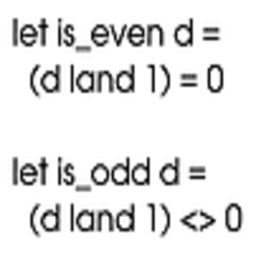 let is_even d =
(d land 1) = 0
let is_odd d =
(d land 1) <> 0